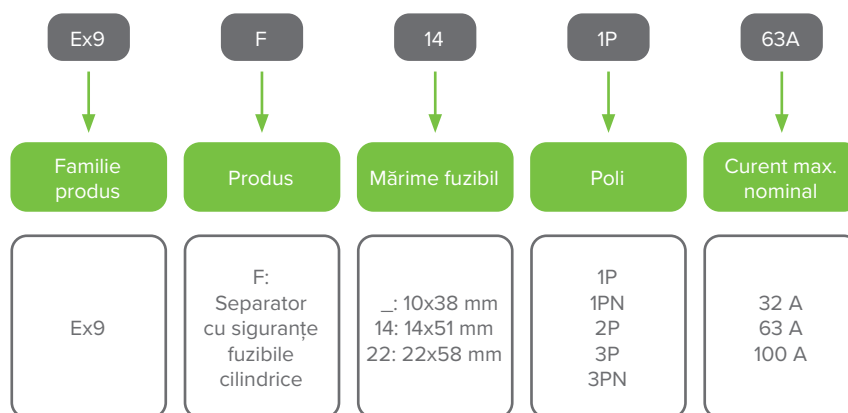 Ex9
F
14
1P
63A
Familie
produs
Produs
Mărime fuzibil
Poli
Curent max.
nominal
Ex9
F:
Separator
cu siguranțe
fuzibile
cilindrice
_: 10x38 mm
14: 14x51 mm
22: 22x58 mm
1P
1PN
2P
3P
3PN
32 A
63 A
100 A